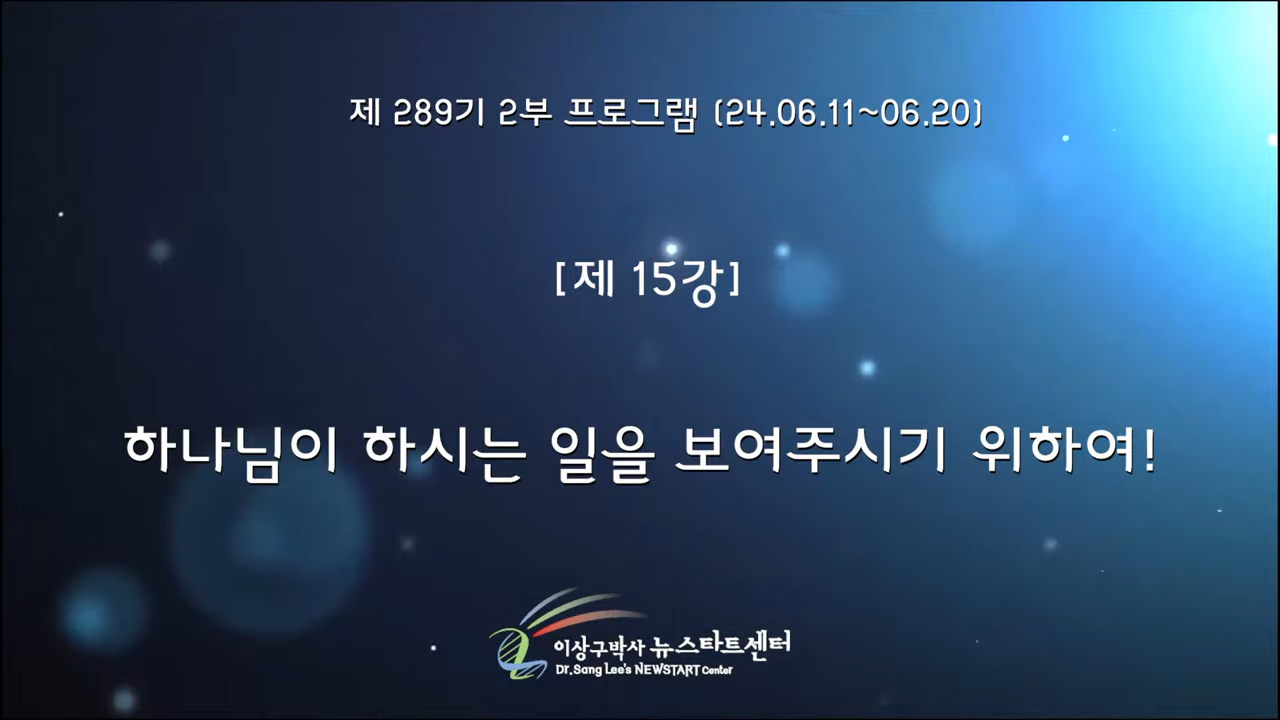 제 289기 2부 프로그램 (24.06.11~06.20)
[제 15강]
하나님이 하시는 일을 보여주시기 위하여!
이상구박사 뉴스타트센터
Dr.Sang Lee's NEWSTART Center